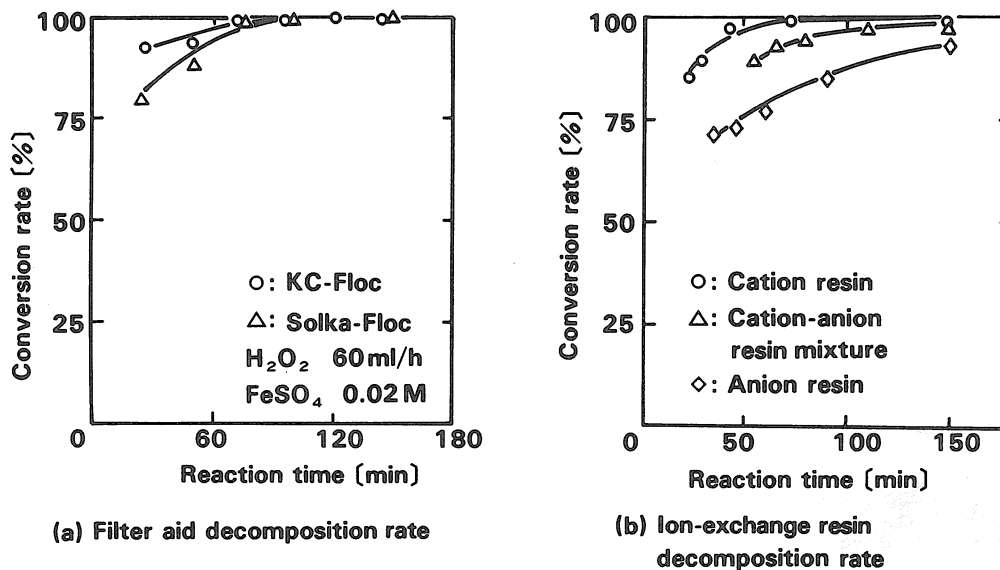 100
75
50
25
0
60
120
180
Conversion rate [%]
Reaction time [min]
○: KC-Floc
△: Solka-Floc
H₂O₂ 60 ml/h
FeSO₄ 0.02 M
(a) Filter aid decomposition rate
100
75
50
25
0
50
100
150
Conversion rate [%]
Reaction time [min]
○: Cation resin
△: Cation-anion
resin mixture
◇: Anion resin
(b) Ion-exchange resin
decomposition rate